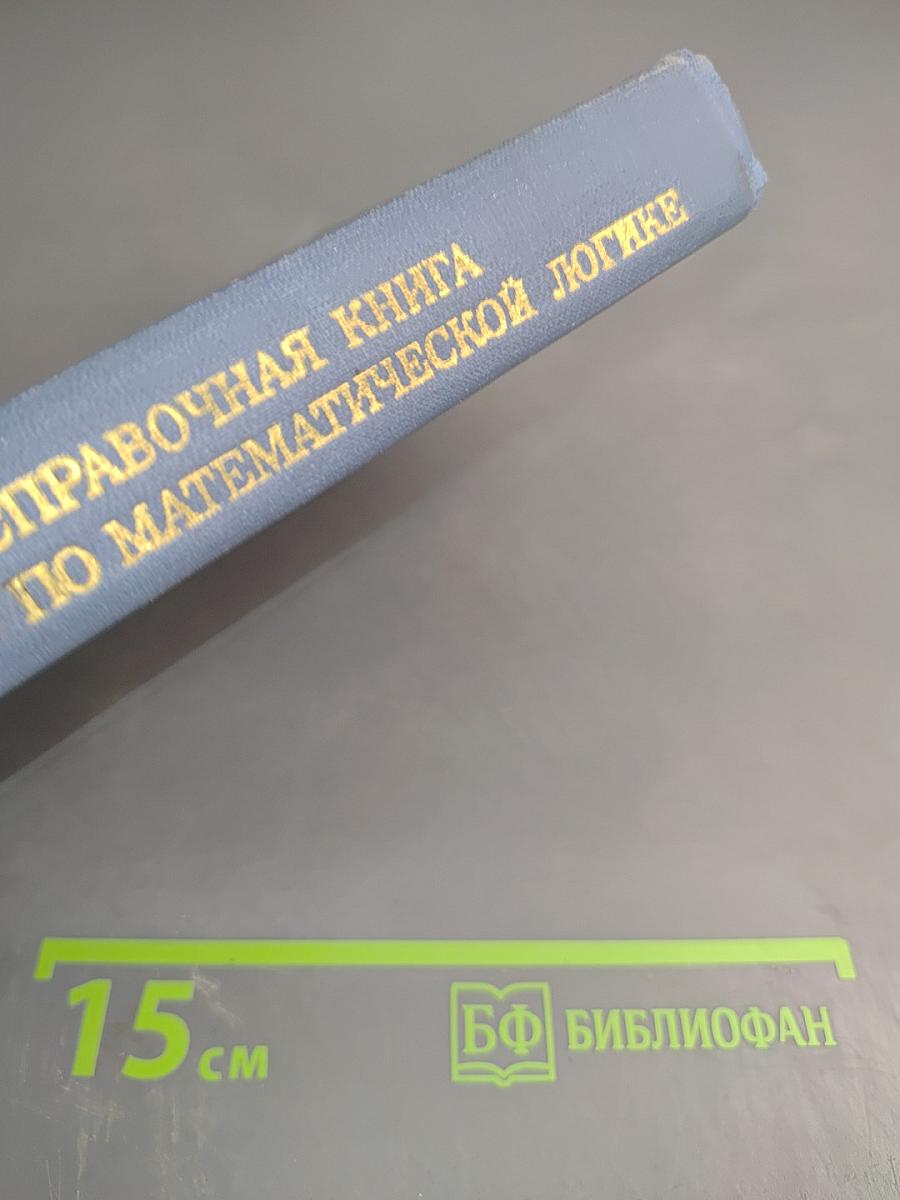 СПРАВОЧНАЯ КНИГА
ПО МАТЕМАТИЧЕСКОЙ ЛОГИКЕ
15 см
БФ БИБЛИОФАН